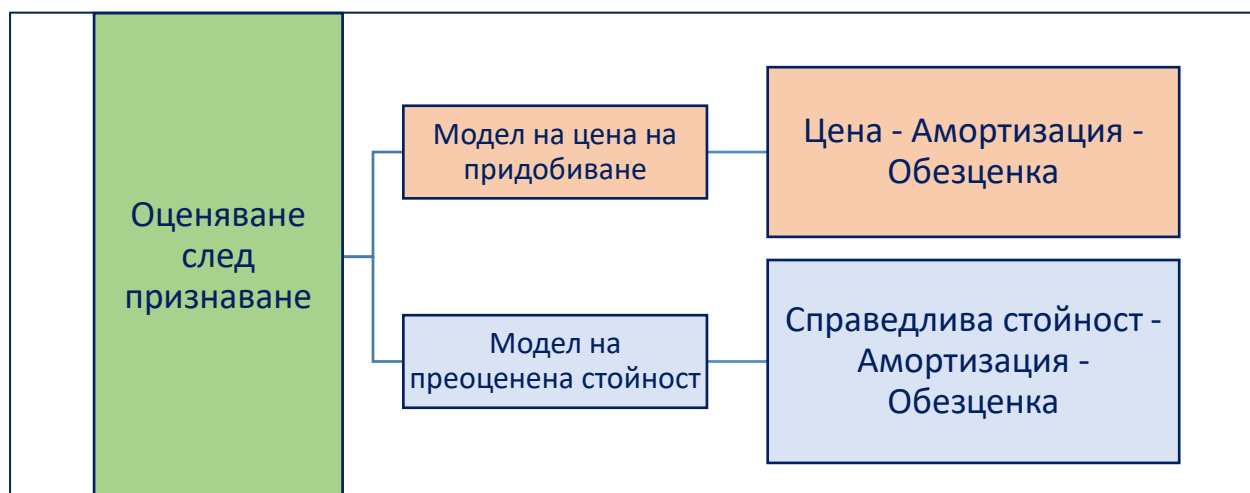 Оценяване
след
признаване
Модел на цена на
придобиване
Цена - Амортизация -
Обезценка
Модел на
преоценена стойност
Справедлива стойност -
Амортизация -
Обезценка